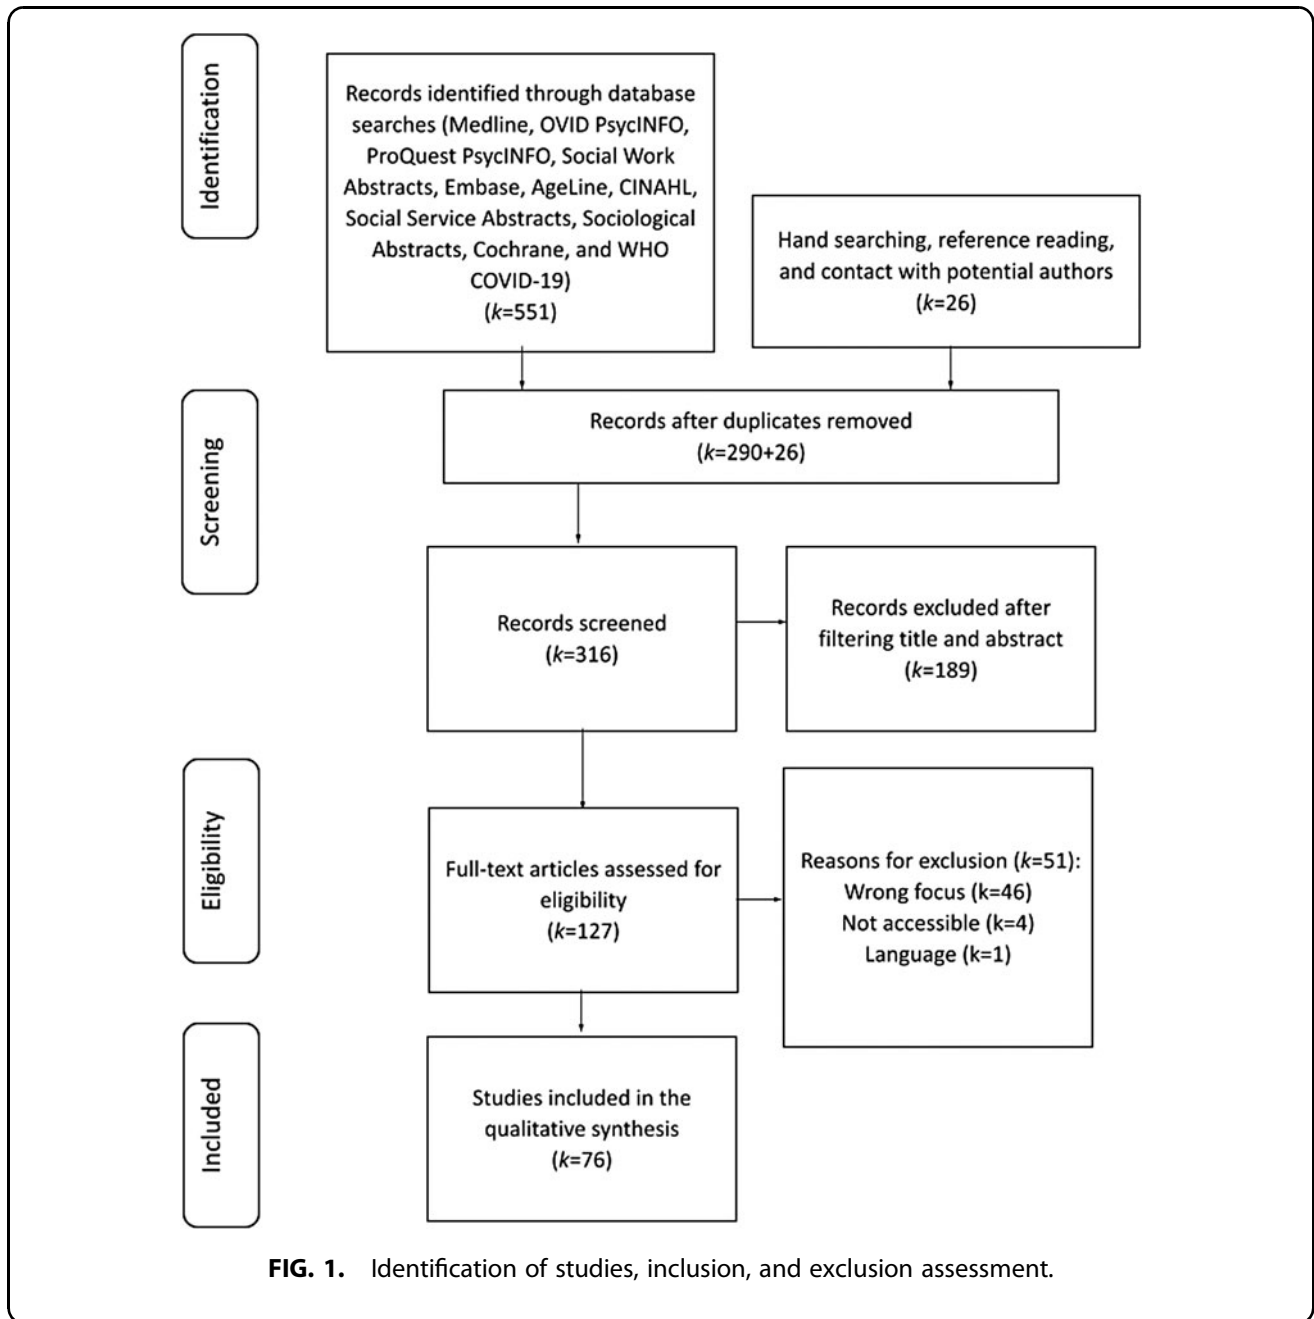 Identification
Records identified through database
searches (Medline, OVID PsycINFO,
ProQuest PsycINFO, Social Work
Abstracts, Embase, AgeLine, CINAHL,
Social Service Abstracts, Sociological
Abstracts, Cochrane, and WHO
COVID-19)
(k=551)
Hand searching, reference reading,
and contact with potential authors
(k=26)
Screening
Records after duplicates removed
(k=290+26)
Records screened
(k=316)
Records excluded after
filtering title and abstract
(k=189)
Eligibility
Full-text articles assessed for
eligibility
(k=127)
Reasons for exclusion (k=51):
Wrong focus (k=46)
Not accessible (k=4)
Language (k=1)
Included
Studies included in the
qualitative synthesis
(k=76)
FIG. 1. Identification of studies, inclusion, and exclusion assessment.